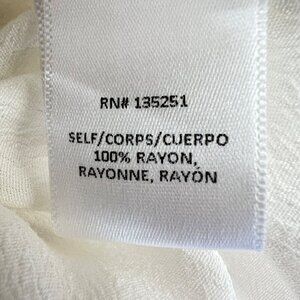 RN# 135251
SELF/CORPS/CUERPO
100% RAYON,
RAYONNE, RAYÓN